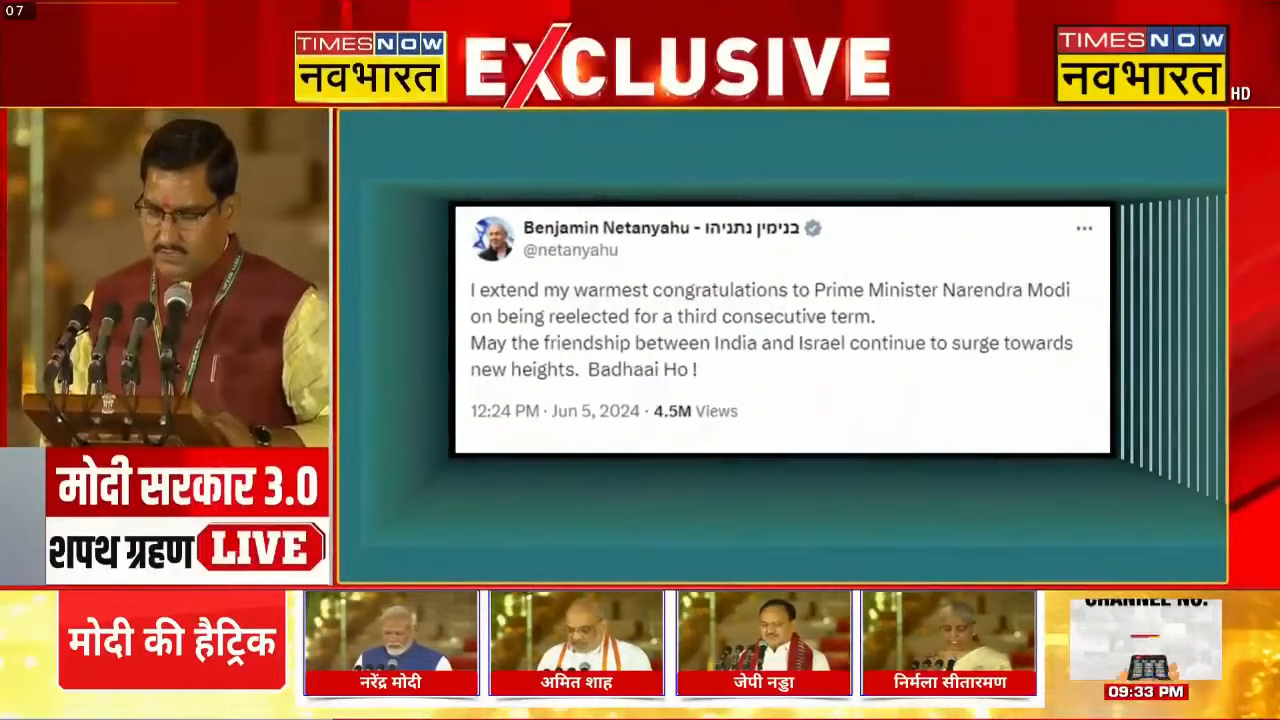 07
TIMES NOW
नवभारत
EXCLUSIVE
TIMES NOW
नवभारत
HD
Benjamin Netanyahu - בנימין נתניהו
@netanyahu
I extend my warmest congratulations to Prime Minister Narendra Modi
on being reelected for a third consecutive term.
May the friendship between India and Israel continue to surge towards
new heights. Badhaai Ho !
12:24 PM · Jun 5, 2024 · 4.5M Views
मोदी सरकार 3.0
शपथ ग्रहण LIVE
मोदी की हैट्रिक
नरेंद्र मोदी
अमित शाह
जेपी नड्डा
निर्मला सीतारमण
CHANNEL NO.
09:33 PM